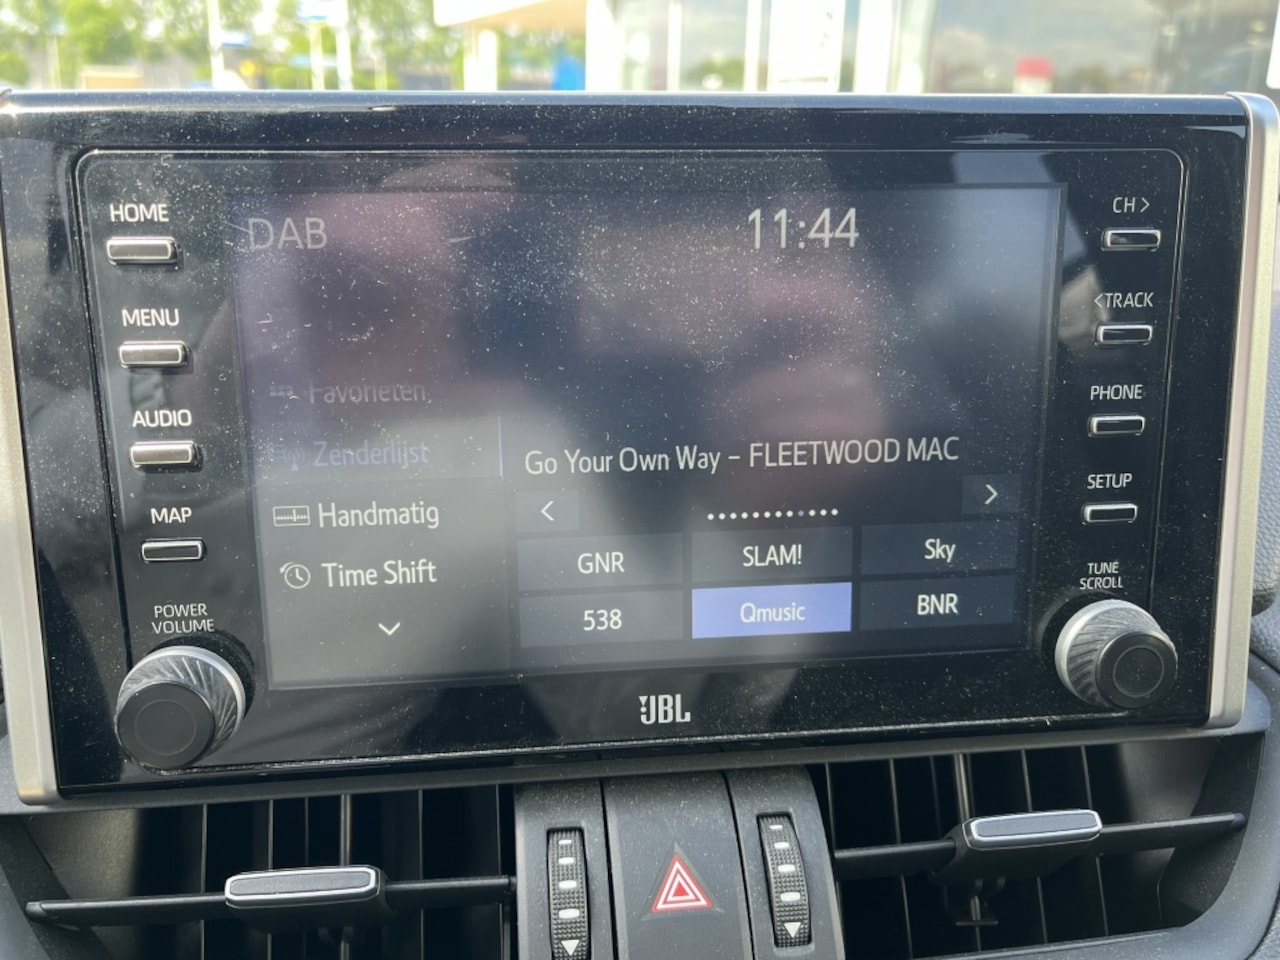 HOME
MENU
AUDIO
MAP
POWER
VOLUME
DAB
11:44
Favorieten
Zenderlijst
Handmatig
Time Shift
Go Your Own Way – FLEETWOOD MAC
GNR
SLAM!
Sky
538
Qmusic
BNR
CH >
< TRACK
PHONE
SETUP
TUNE
SCROLL
JBL